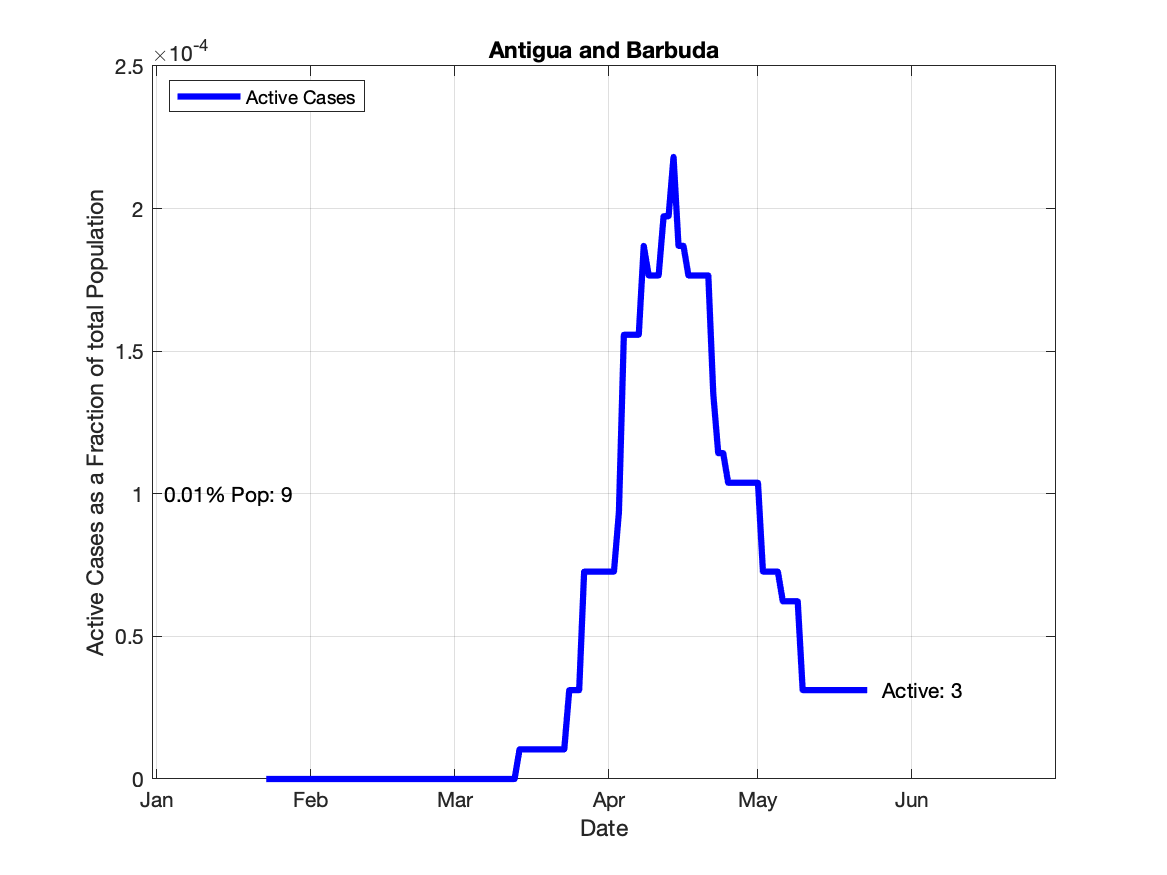 Antigua and Barbuda
×10⁻⁴
2.5
2
1.5
1
0.5
0
Active Cases as a Fraction of total Population
Active Cases
0.01% Pop: 9
Active: 3
Jan Feb Mar Apr May Jun
Date